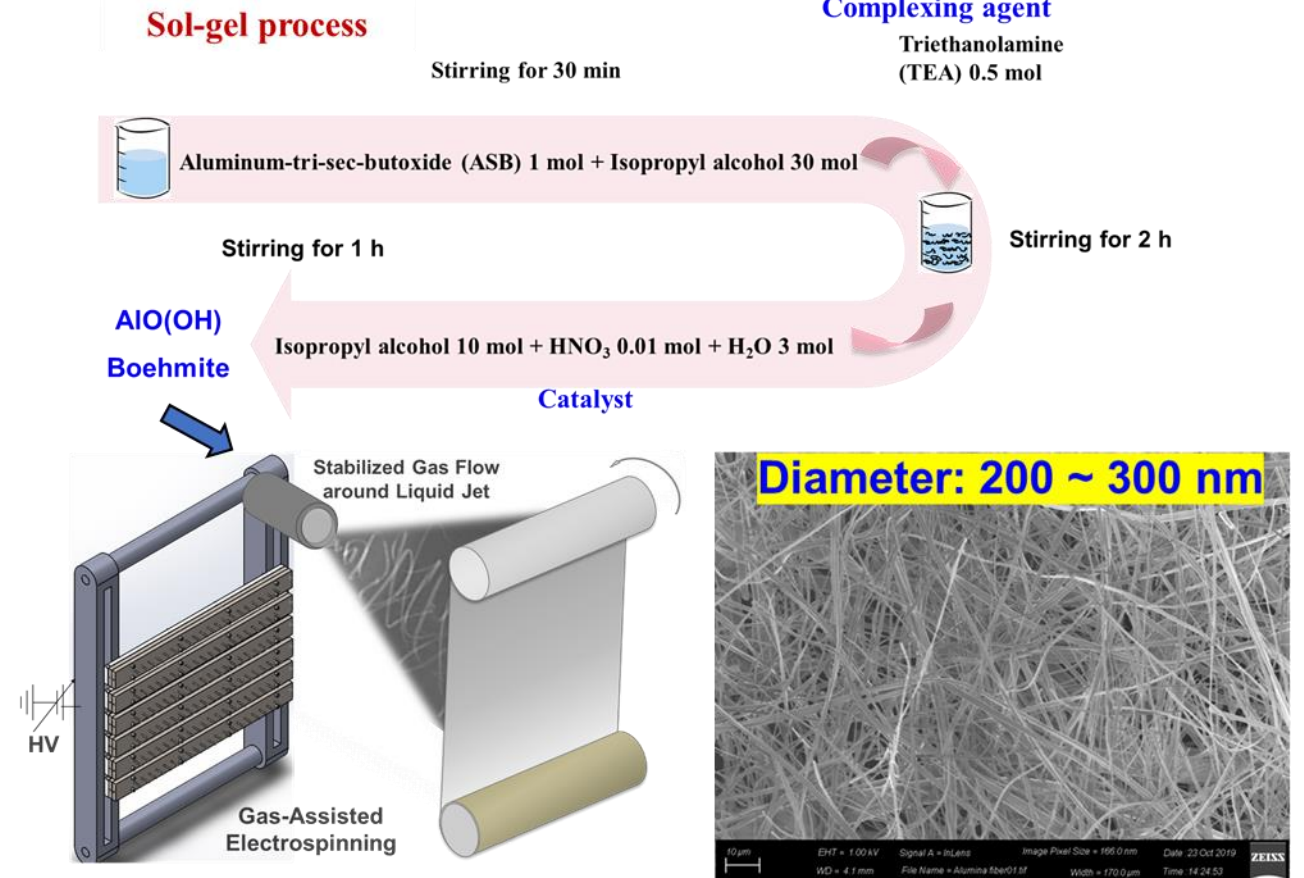 Sol-gel process
Complexing agent
Triethanolamine
(TEA) 0.5 mol
Stirring for 30 min
Aluminum-tri-sec-butoxide (ASB) 1 mol + Isopropyl alcohol 30 mol
Stirring for 2 h
Stirring for 1 h
AlO(OH)
Boehmite
Isopropyl alcohol 10 mol + HNO₃ 0.01 mol + H₂O 3 mol
Catalyst
Stabilized Gas Flow
around Liquid Jet
HV
Gas-Assisted
Electrospinning
Diameter: 200 ~ 300 nm
10 µm
EHT = 1.00 kV
Signal A = InLens
Image Pixel Size = 166.0 nm
Date :23 Oct 2019
WD = 4.1 mm
File Name = Alumina fiber01.tif
Width = 170.0 µm
Time :14:24:53
ZEISS